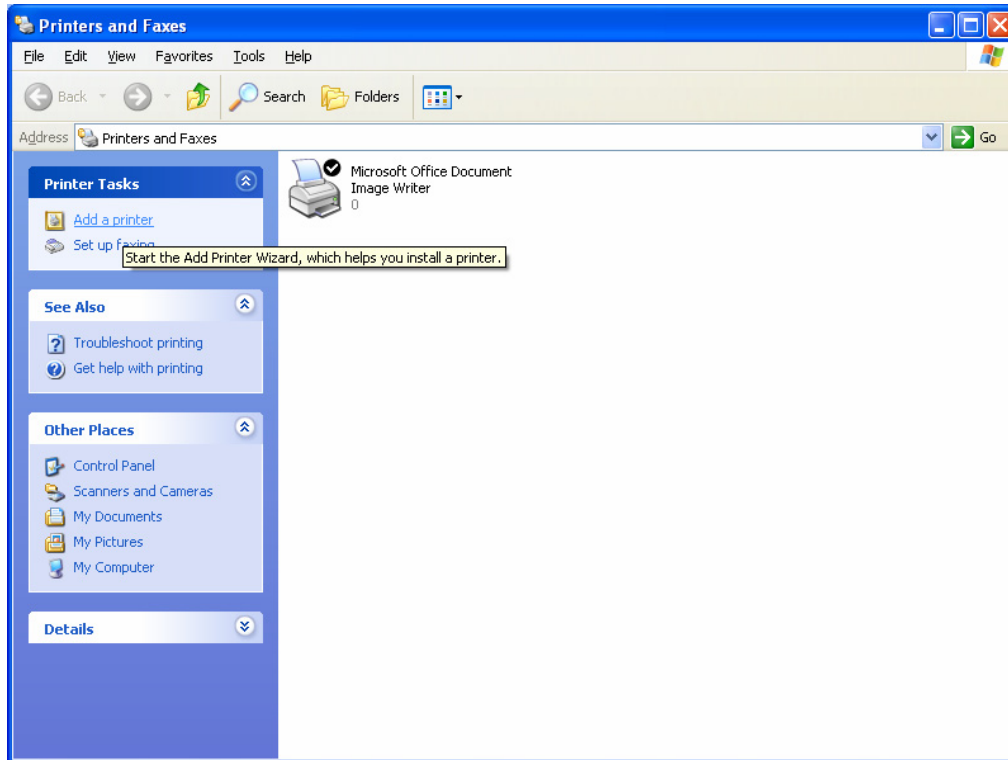 Printers and Faxes
File Edit View Favorites Tools Help
Back Search Folders
Address Printers and Faxes Go
Printer Tasks
Add a printer
Set up faxing
Start the Add Printer Wizard, which helps you install a printer.
See Also
Troubleshoot printing
Get help with printing
Other Places
Control Panel
Scanners and Cameras
My Documents
My Pictures
My Computer
Details
Microsoft Office Document
Image Writer
0